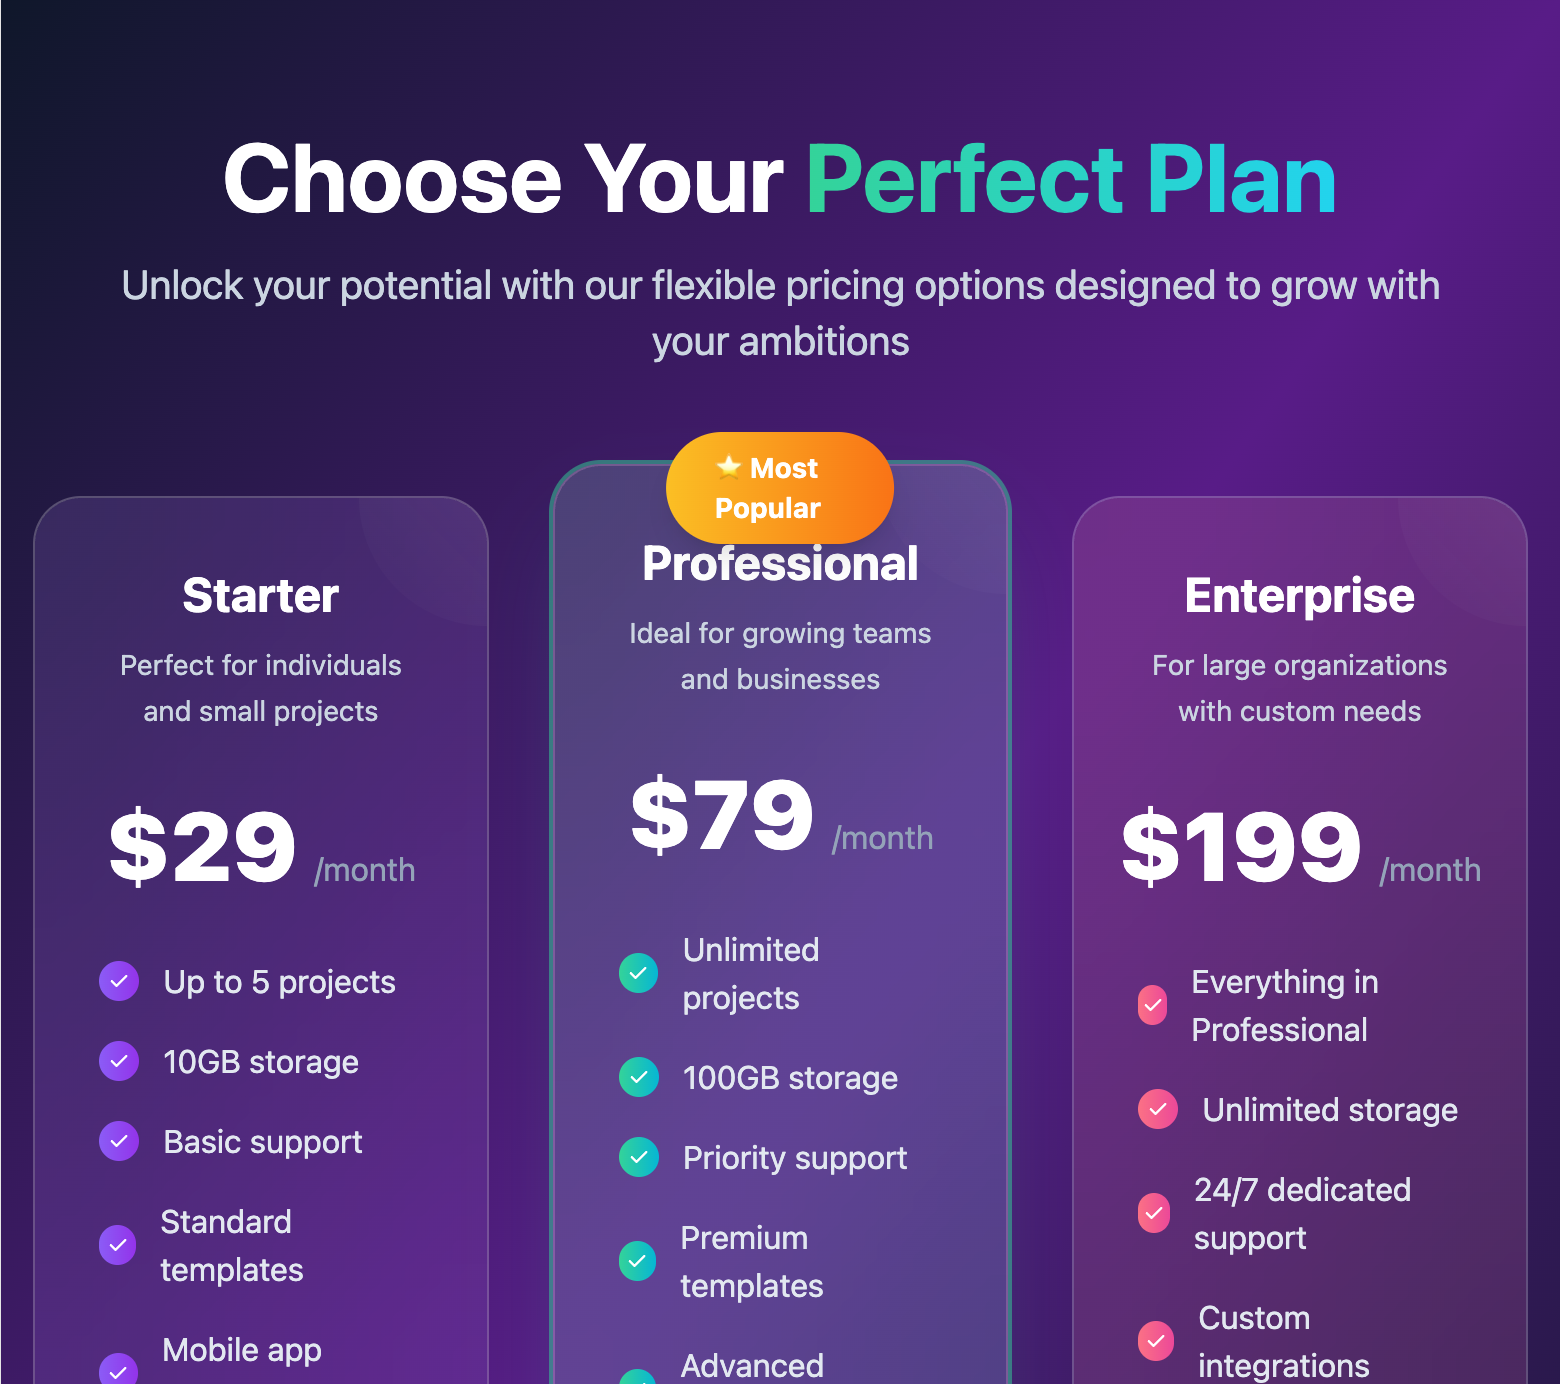 Choose Your Perfect Plan
Unlock your potential with our flexible pricing options designed to grow with
your ambitions
Starter
Perfect for individuals
and small projects
$29 /month
Up to 5 projects
10GB storage
Basic support
Standard
templates
Mobile app
⭐ Most
Popular
Professional
Ideal for growing teams
and businesses
$79 /month
Unlimited
projects
100GB storage
Priority support
Premium
templates
Advanced
Enterprise
For large organizations
with custom needs
$199 /month
Everything in
Professional
Unlimited storage
24/7 dedicated
support
Custom
integrations